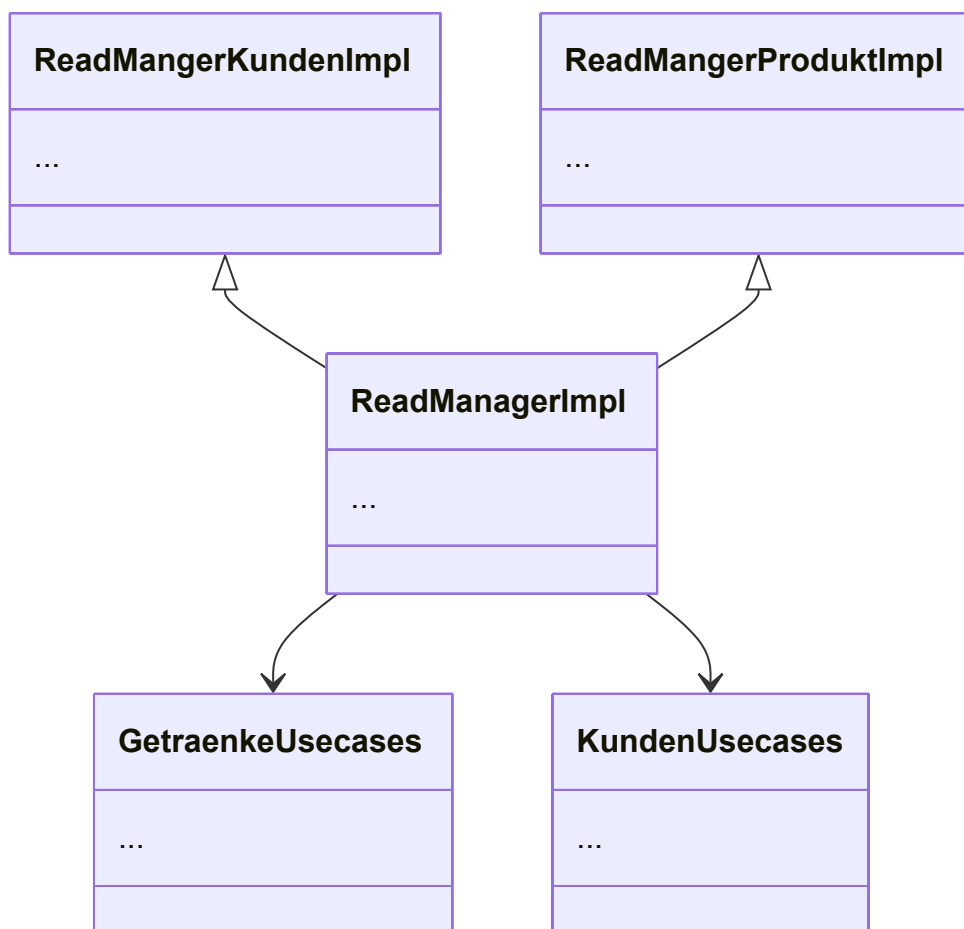 ReadMangerKundenImpl
ReadMangerProduktImpl
...
...
ReadManagerImpl
...
GetraenkeUsecases
KundenUsecases
...
...